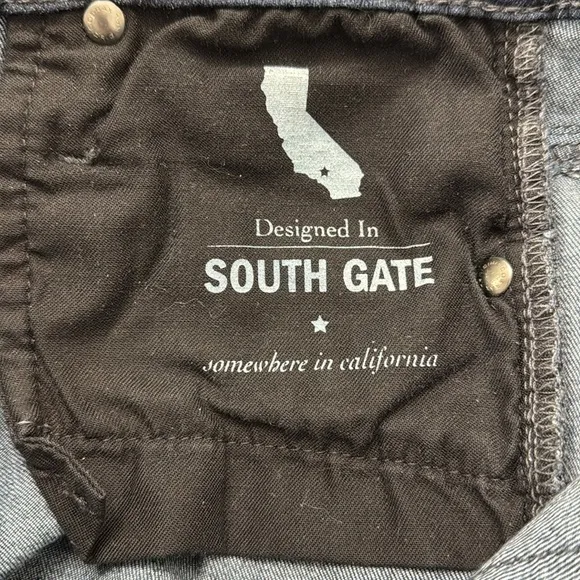 Designed In
SOUTH GATE
somewhere in california